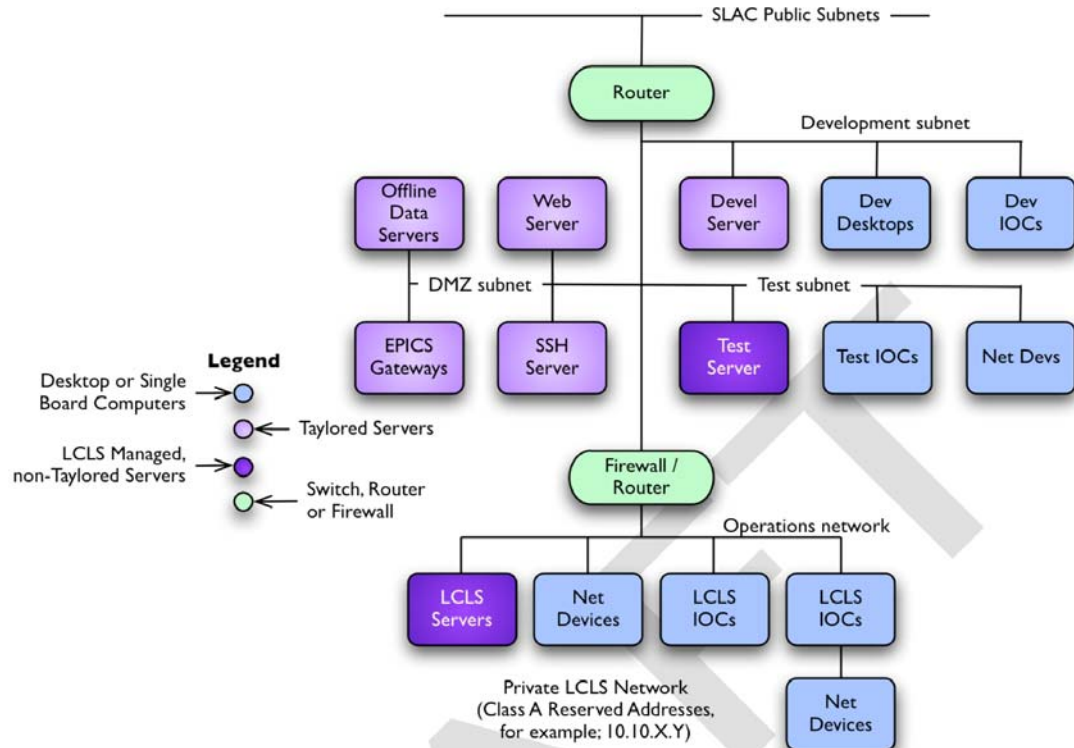 SLAC Public Subnets
Router
Development subnet
Offline
Data
Servers
Web
Server
Devel
Server
Dev
Desktops
Dev
IOCs
DMZ subnet
Test subnet
EPICS
Gateways
SSH
Server
Test
Server
Test IOCs
Net Devs
Legend
Desktop or Single
Board Computers
Taylored Servers
LCLS Managed,
non-Taylored Servers
Switch, Router
or Firewall
Firewall /
Router
Operations network
LCLS
Servers
Net
Devices
LCLS
IOCs
LCLS
IOCs
Net
Devices
Private LCLS Network
(Class A Reserved Addresses,
for example; 10.10.X.Y)